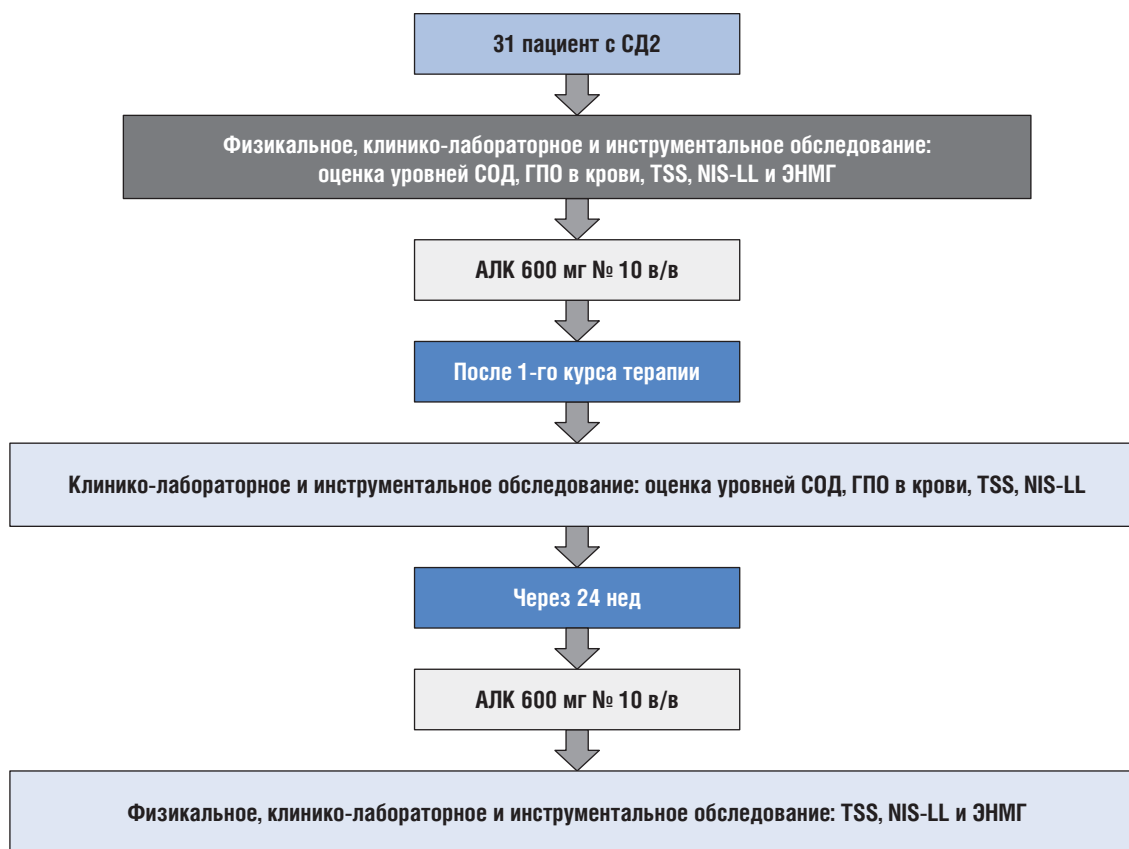 31 пациент с СД2
Физикальное, клинико-лабораторное и инструментальное обследование:
оценка уровней СОД, ГПО в крови, TSS, NIS-LL и ЭНМГ
АЛК 600 мг № 10 в/в
После 1-го курса терапии
Клинико-лабораторное и инструментальное обследование: оценка уровней СОД, ГПО в крови, TSS, NIS-LL
Через 24 нед
АЛК 600 мг № 10 в/в
Физикальное, клинико-лабораторное и инструментальное обследование: TSS, NIS-LL и ЭНМГ